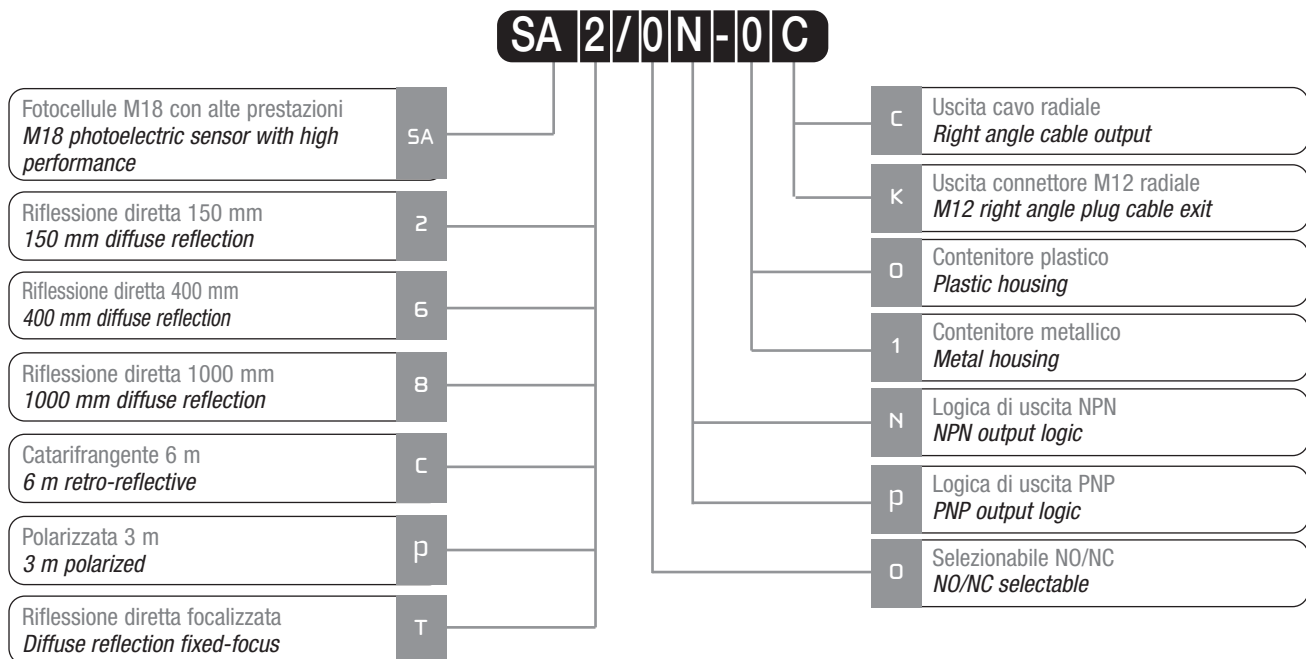 SA2/0N-0C
Fotocellule M18 con alte prestazioni
M18 photoelectric sensor with high
performance
SA
Riflessione diretta 150 mm
150 mm diffuse reflection
2
Riflessione diretta 400 mm
400 mm diffuse reflection
6
Riflessione diretta 1000 mm
1000 mm diffuse reflection
8
Catarifrangente 6 m
6 m retro-reflective
C
Polarizzata 3 m
3 m polarized
P
Riflessione diretta focalizzata
Diffuse reflection fixed-focus
T
C
Uscita cavo radiale
Right angle cable output
K
Uscita connettore M12 radiale
M12 right angle plug cable exit
0
Contenitore plastico
Plastic housing
1
Contenitore metallico
Metal housing
N
Logica di uscita NPN
NPN output logic
P
Logica di uscita PNP
PNP output logic
0
Selezionabile NO/NC
NO/NC selectable